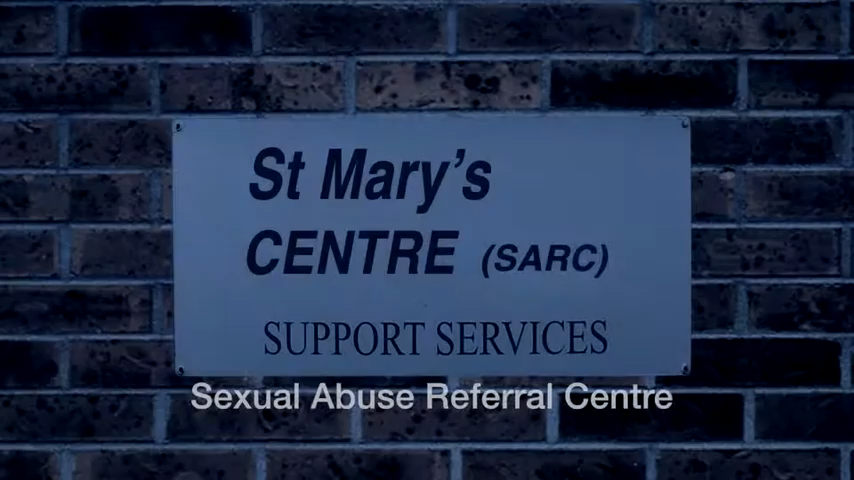 St Mary's
CENTRE (SARC)
SUPPORT SERVICES
Sexual Abuse Referral Centre